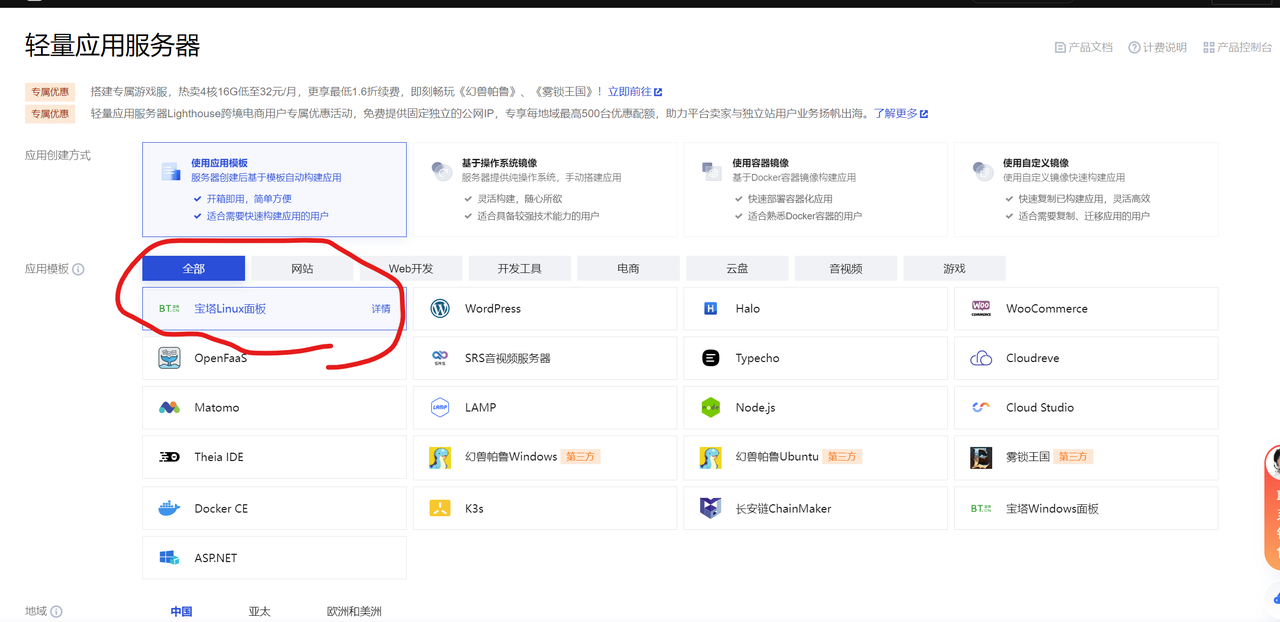 轻量应用服务器
产品文档 计费说明 产品控制台
专属优惠 搭建专属游戏服，热卖4核16G低至32元/月，更享最低1.6折续费，即刻畅玩《幻兽帕鲁》、《雾锁王国》！立即前往
专属优惠 轻量应用服务器Lighthouse跨境电商用户专属优惠活动，免费提供固定独立的公网IP，专享每地域最高500台优惠配额，助力平台卖家与独立站用户业务扬帆出海。了解更多
应用创建方式
使用应用模板
服务器创建后基于模板自动构建应用
开箱即用，简单方便
适合需要快速构建应用的用户
基于操作系统镜像
服务器提供纯操作系统，手动搭建应用
灵活构建，随心所欲
适合具备较强技术能力的用户
使用容器镜像
基于Docker容器镜像构建应用
快速部署容器化应用
适合熟悉Docker容器的用户
使用自定义镜像
使用自定义镜像快速构建应用
快速复制已构建应用，灵活高效
适合需要复制、迁移应用的用户
应用模板 全部 网站 Web开发 开发工具 电商 云盘 音视频 游戏
宝塔Linux面板 详情 WordPress Halo WooCommerce
OpenFaaS SRS音视频服务器 Typecho Cloudreve
Matomo LAMP Node.js Cloud Studio
Theia IDE 幻兽帕鲁Windows 第三方 幻兽帕鲁Ubuntu 第三方 雾锁王国 第三方
Docker CE K3s 长安链ChainMaker 宝塔Windows面板
ASP.NET
地域 中国 亚太 欧洲和美洲